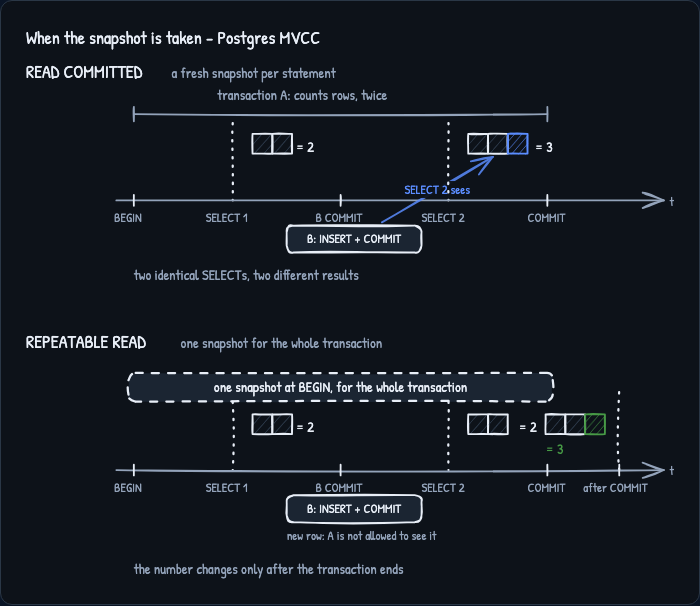 When the snapshot is taken – Postgres MVCC
READ COMMITTED a fresh snapshot per statement
transaction A: counts rows, twice
= 2 = 3
SELECT 2 sees
t
BEGIN SELECT 1 B COMMIT SELECT 2 COMMIT
B: INSERT + COMMIT
two identical SELECTs, two different results
REPEATABLE READ one snapshot for the whole transaction
one snapshot at BEGIN, for the whole transaction
= 2 = 2
= 3
t
BEGIN SELECT 1 B COMMIT SELECT 2 COMMIT after COMMIT
B: INSERT + COMMIT
new row: A is not allowed to see it
the number changes only after the transaction ends